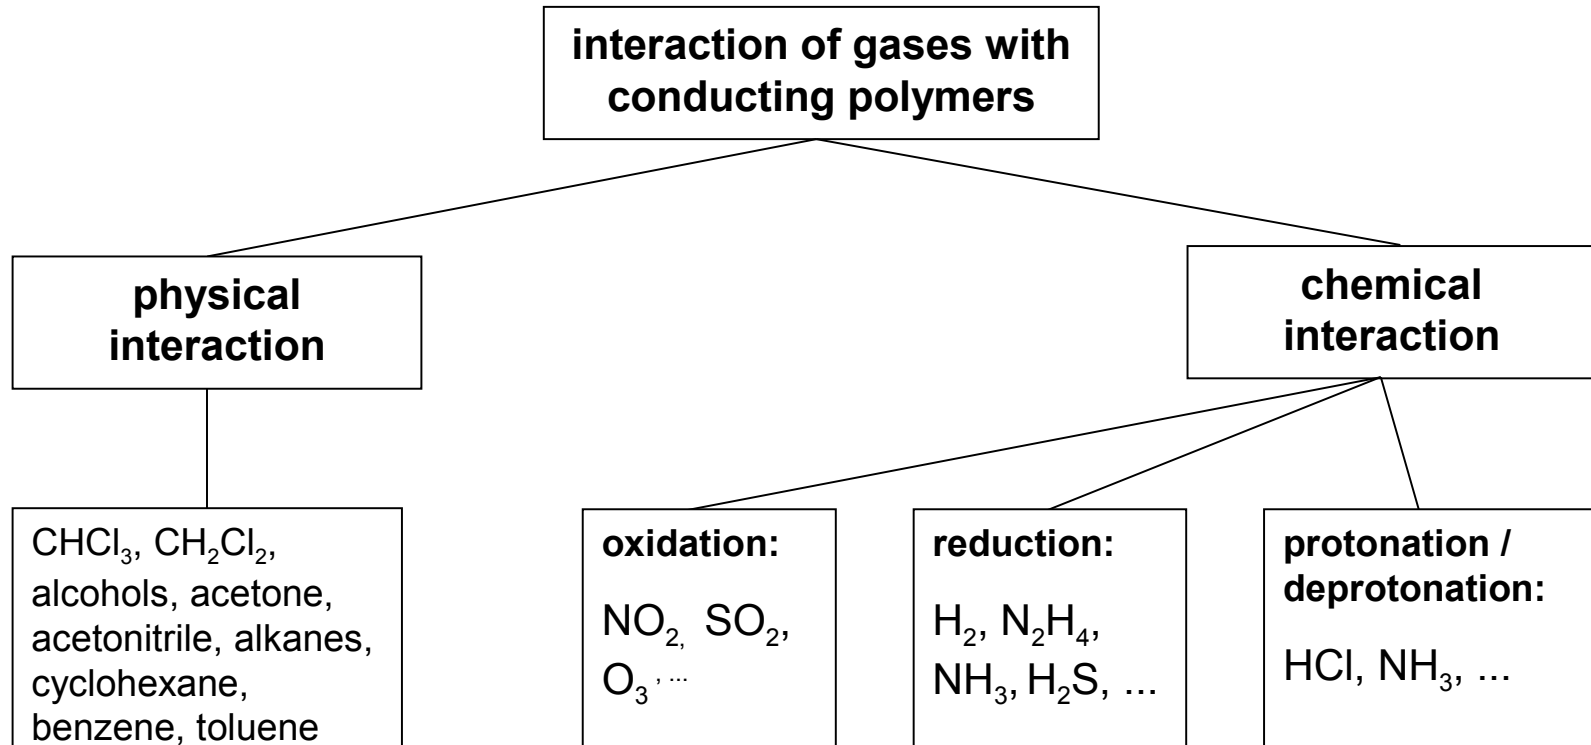 interaction of gases with
conducting polymers
physical
interaction
chemical
interaction
CHCl₃, CH₂Cl₂,
alcohols, acetone,
acetonitrile, alkanes,
cyclohexane,
benzene, toluene
oxidation:
NO₂, SO₂,
O₃ , ...
reduction:
H₂, N₂H₄,
NH₃, H₂S, ...
protonation /
deprotonation:
HCl, NH₃, ...